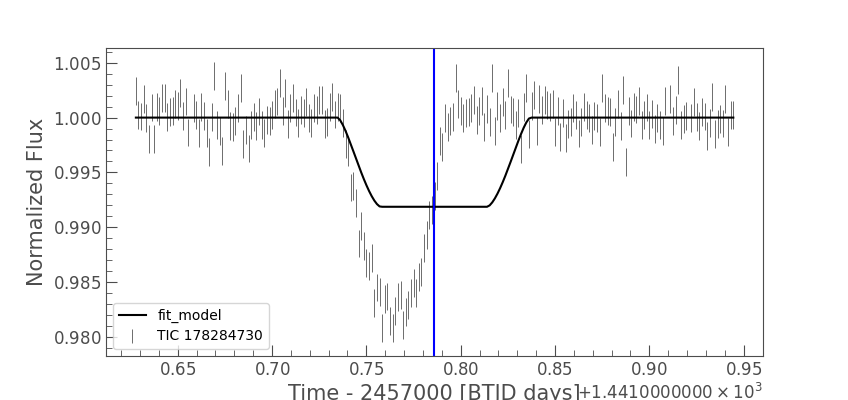 1.005
1.000
0.995
0.990
0.985
0.980
Normalized Flux
fit_model
TIC 178284730
0.65 0.70 0.75 0.80 0.85 0.90 0.95
Time - 2457000 [BTJD days]
+1.4410000000 × 10³